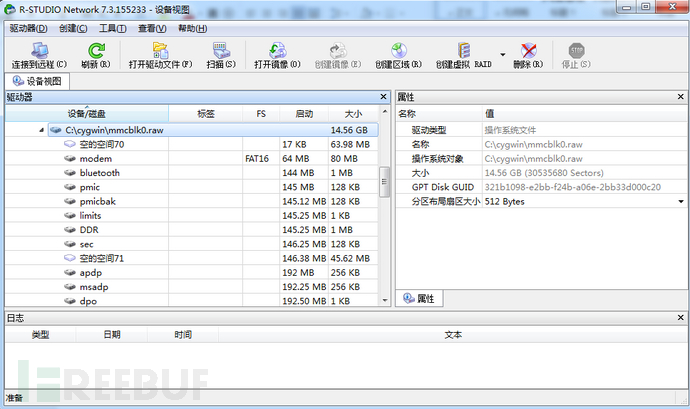 R-STUDIO Network 7.3.155233 - 设备视图
驱动器(D) 创建(C) 工具(T) 查看(V) 帮助(H)
连接到远程(C) 刷新(R) 打开驱动文件(F) 扫描(S) 打开镜像(O) 创建镜像(E) 创建区域(R) 创建虚拟 RAID 删除(R) 停止(S)
设备视图
驱动器
设备/磁盘 标签 FS 启动 大小
C:\cygwin\mmcblk0.raw 14.56 GB
空的空间70 17 KB 63.98 MB
modem FAT16 64 MB 80 MB
bluetooth 144 MB 1 MB
pmic 145 MB 128 KB
pmicbak 145.12 MB 128 KB
limits 145.25 MB 1 KB
DDR 145.25 MB 1 MB
sec 146.25 MB 128 KB
空的空间71 146.38 MB 45.62 MB
apdp 192 MB 256 KB
msadp 192.25 MB 256 KB
dpo 192.50 MB 1 KB
属性
名称 值
驱动类型 操作系统文件
名称 C:\cygwin\mmcblk0.raw
操作系统对象 C:\cygwin\mmcblk0.raw
大小 14.56 GB (30535680 Sectors)
GPT Disk GUID 321b1098-e2bb-f24b-a06e-2bb33d000c20
分区布局扇区大小 512 Bytes
属性
日志
类型 日期 时间 文本
FREEBUF
准备